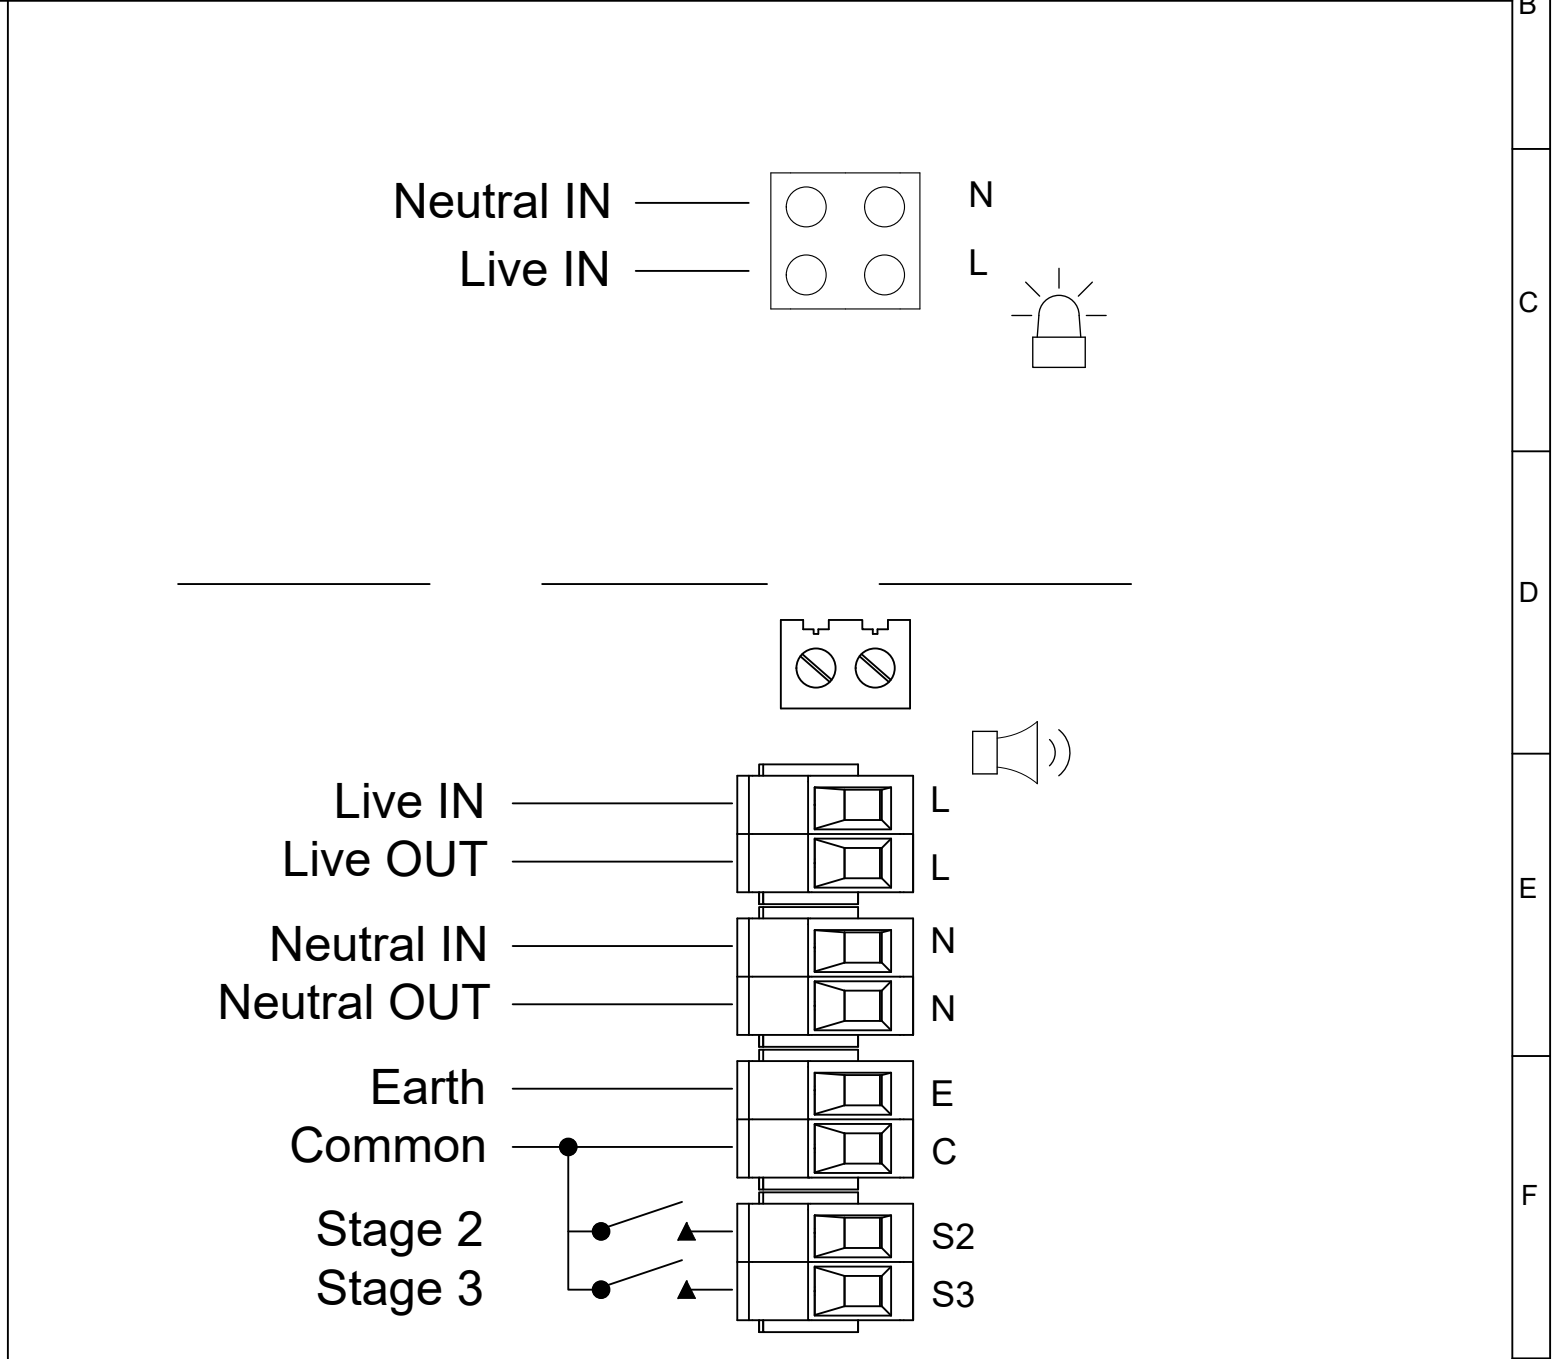 B
Neutral IN N
Live IN L
C
D
Live IN L
Live OUT L
E
Neutral IN N
Neutral OUT N
Earth E
Common C
F
Stage 2 S2
Stage 3 S3